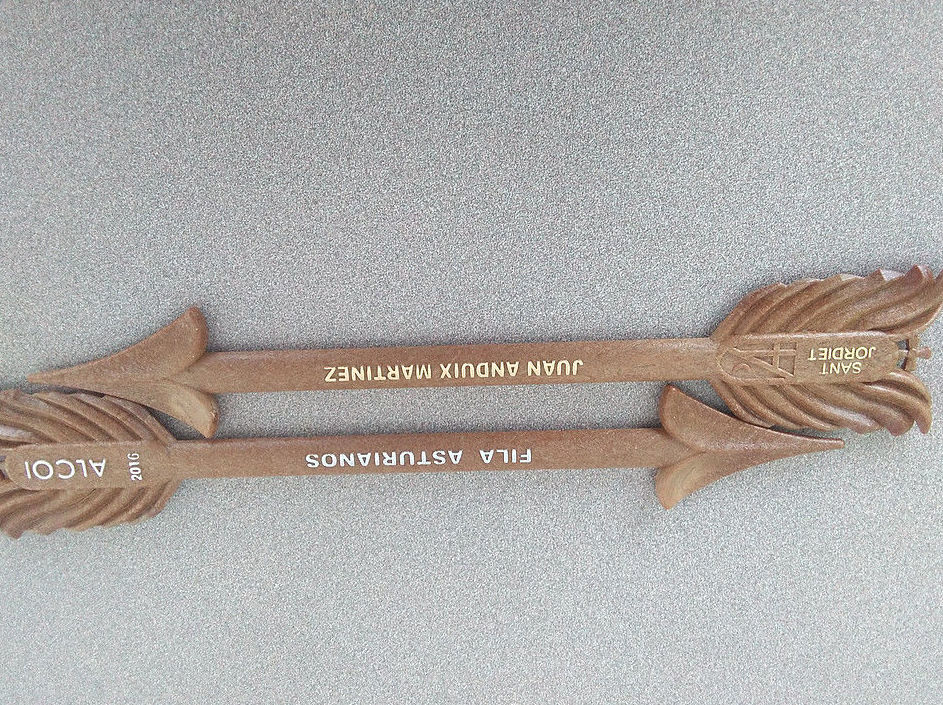 SANT
JORDIET
JUAN ANDUIX MARTINEZ
FILA ASTURIANOS
2016
ALCOI